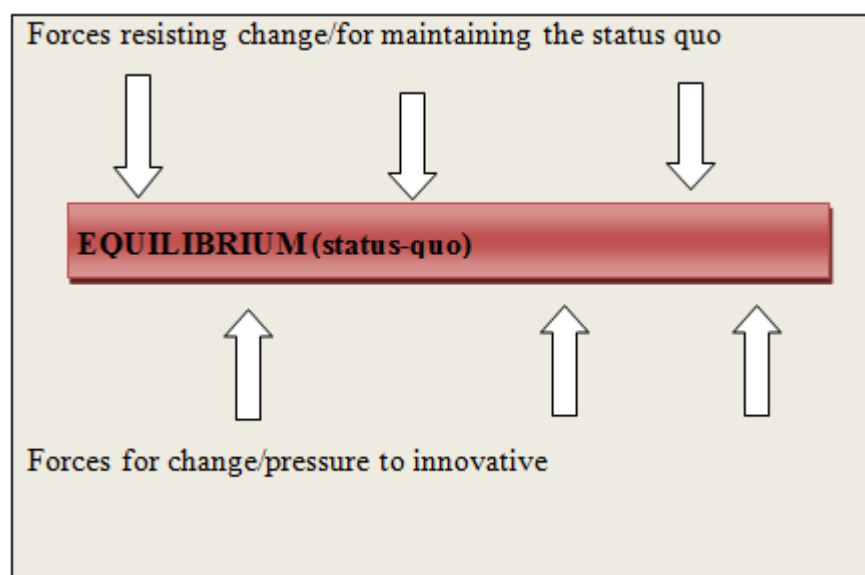 Forces resisting change/for maintaining the status quo
EQUILIBRIUM (status-quo)
Forces for change/pressure to innovative